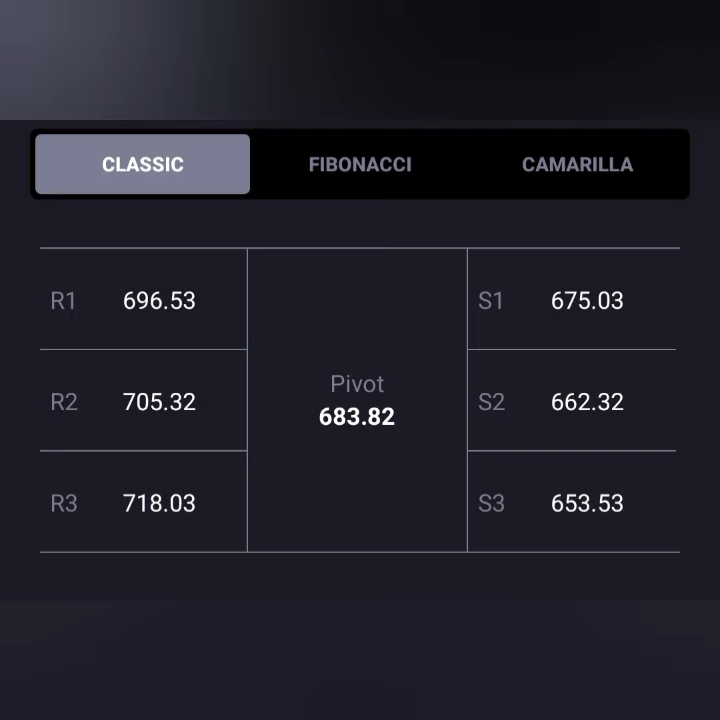 CLASSIC FIBONACCI CAMARILLA
R1 696.53
R2 705.32
R3 718.03
Pivot
683.82
S1 675.03
S2 662.32
S3 653.53